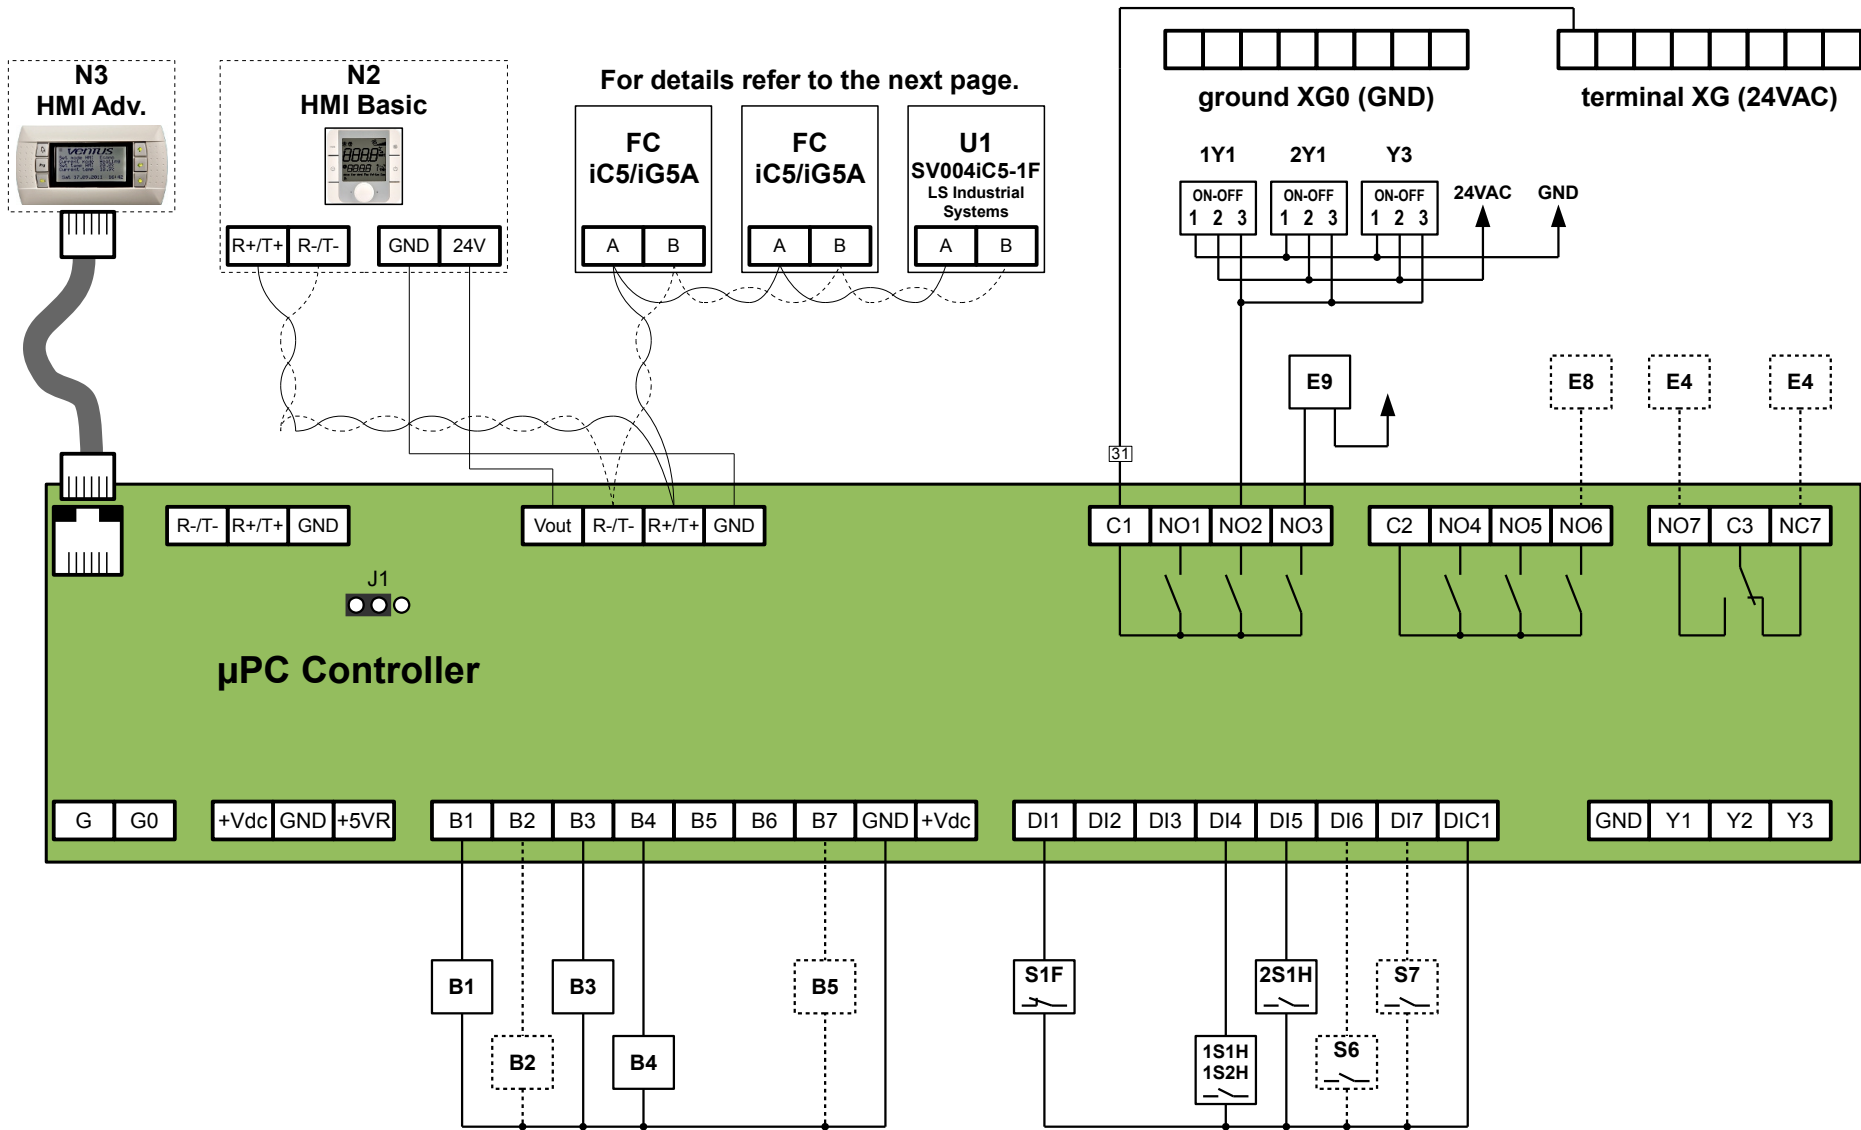 N3
HMI Adv.
VENTUS
N2
HMI Basic
For details refer to the next page.
FC
iC5/iG5A
FC
iC5/iG5A
U1
SV004iC5-1F
LS Industrial
Systems
ground XG0 (GND)
terminal XG (24VAC)
1Y1
2Y1
Y3
ON-OFF
1 2 3
ON-OFF
1 2 3
ON-OFF
1 2 3
24VAC
GND
R+/T+ R-/T-
GND 24V
A B
A B
A B
E9
E8
E4
E4
31
R-/T- R+/T+ GND
Vout R-/T- R+/T+ GND
C1 NO1 NO2 NO3
C2 NO4 NO5 NO6
NO7 C3 NC7
J1
µPC Controller
G G0
+Vdc GND +5VR
B1 B2 B3 B4 B5 B6 B7 GND +Vdc
DI1 DI2 DI3 DI4 DI5 DI6 DI7 DIC1
GND Y1 Y2 Y3
B1
B3
B5
S1F
2S1H
S7
B2
B4
1S1H
1S2H
S6